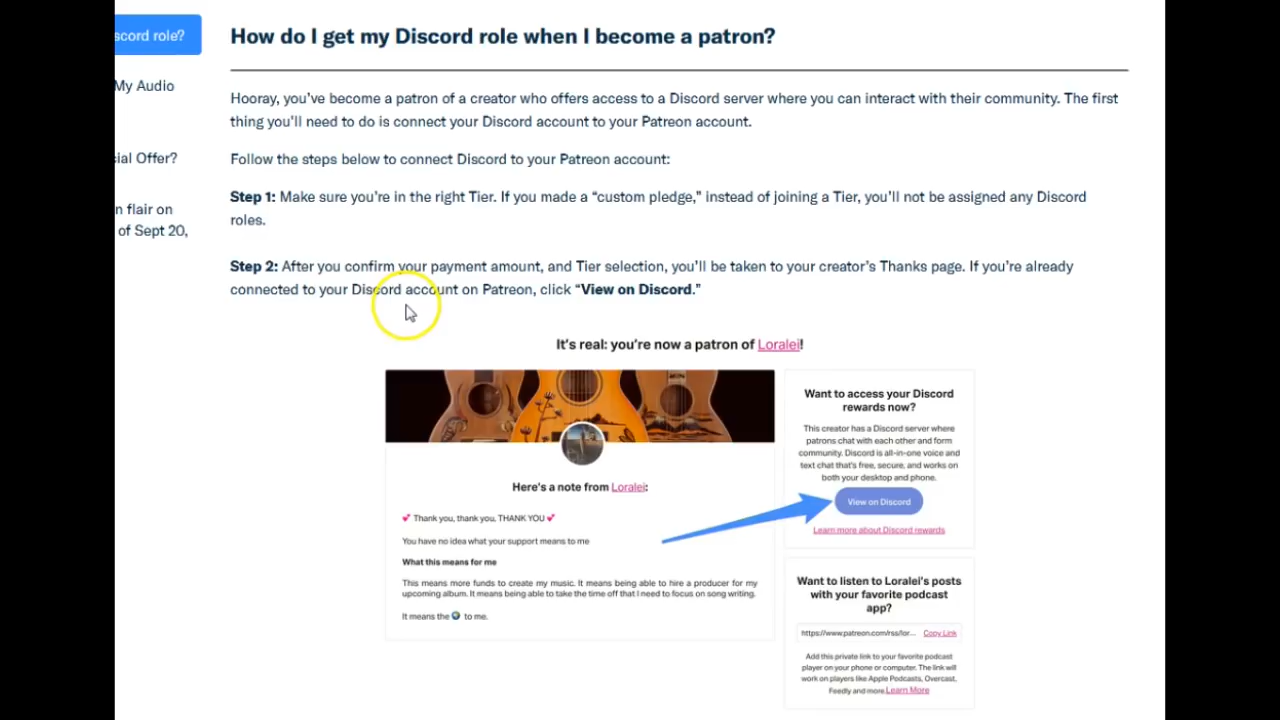 scord role?
My Audio
ial Offer?
n flair on
of Sept 20,
How do I get my Discord role when I become a patron?
Hooray, you’ve become a patron of a creator who offers access to a Discord server where you can interact with their community. The first
thing you’ll need to do is connect your Discord account to your Patreon account.
Follow the steps below to connect Discord to your Patreon account:
Step 1: Make sure you’re in the right Tier. If you made a “custom pledge,” instead of joining a Tier, you’ll not be assigned any Discord
roles.
Step 2: After you confirm your payment amount, and Tier selection, you’ll be taken to your creator’s Thanks page. If you’re already
connected to your Discord account on Patreon, click “View on Discord.”
It’s real: you’re now a patron of Loralei!
Here’s a note from Loralei:
💕 Thank you, thank you, THANK YOU 💕
You have no idea what your support means to me
What this means for me
This means more funds to create my music. It means being able to hire a producer for my
upcoming album. It means being able to take the time off that I need to focus on song writing.
It means the 🌍 to me.
Want to access your Discord
rewards now?
This creator has a Discord server where
patrons chat with each other and form
community. Discord is all-in-one voice and
text chat that’s free, secure, and works on
both your desktop and phone.
View on Discord
Learn more about Discord rewards
Want to listen to Loralei’s posts
with your favorite podcast
app?
https://www.patreon.com/rss/lor... Copy Link
Add this private link to your favorite podcast
player on your phone or computer. The link will
work on players like Apple Podcasts, Overcast,
Feedly and more.Learn More